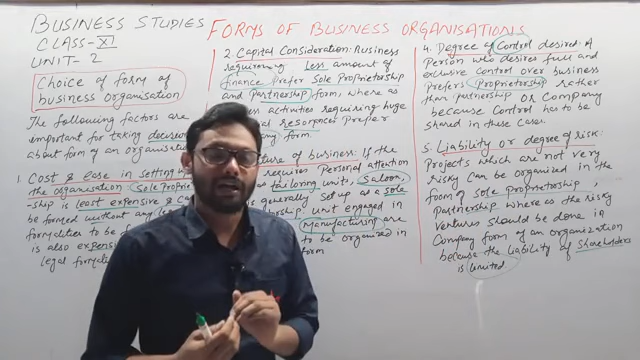 BUSINESS STUDIES
CLASS-XI
UNIT-2
FORMS OF BUSINESS ORGANISATIONS
Choice of form of
business organisation
The following factors are
important for taking
about form of an
1. Cost & ease in setting
the organisation: Sole
-ship is least expensive &
be formed without any
formalities to be
is also
legal
2. Capital Consideration: Business
requiring Less amount of
finance prefer Sole Proprietorship
and Partnership form, where as
activities requiring huge
resources Prefer
form
nature of business: If the
requires Personal attention
tailoring units, Saloon,
generally set up as a sole
unit engaged in
Manufacturing are
to be organized in
form
4. Degree of Control desired: A
Person who desire full and
exclusive Control over business
Prefers Proprietorship rather
than partnership or Company
because Control has to be
shared in these Cases.
5. Liability or degree of risk:
Projects which are not very
risky Can be organized in the
form of sole proprietorship,
Partnership where as the risky
Ventures should be done in
Company form of an organization
because the liability of Shareholders
is limited.